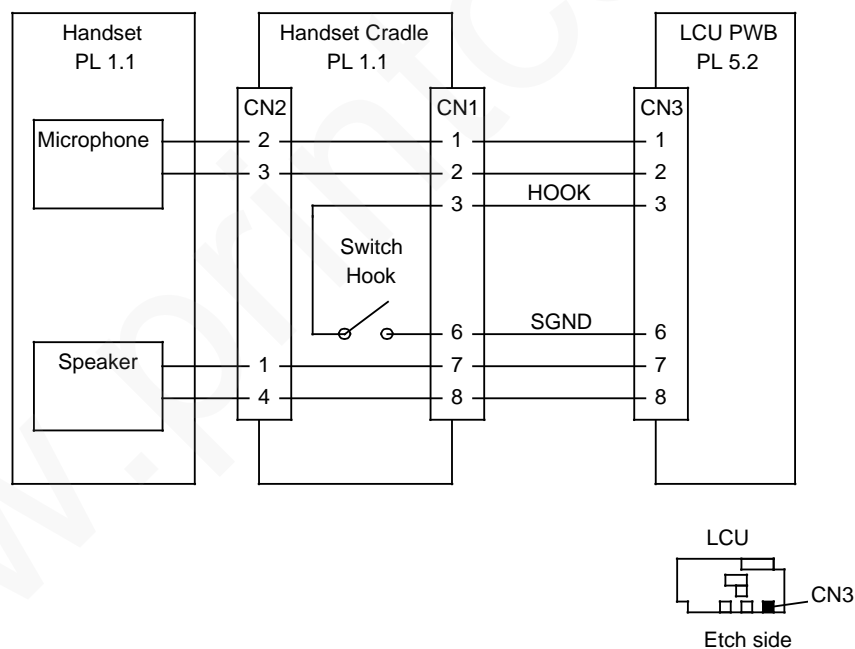 Handset
PL 1.1
Handset Cradle
PL 1.1
LCU PWB
PL 5.2
CN2
CN1
CN3
Microphone
2
1
1
3
2
2
3
HOOK
3
Switch
Hook
6
SGND
6
Speaker
1
7
7
4
8
8
LCU
CN3
Etch side